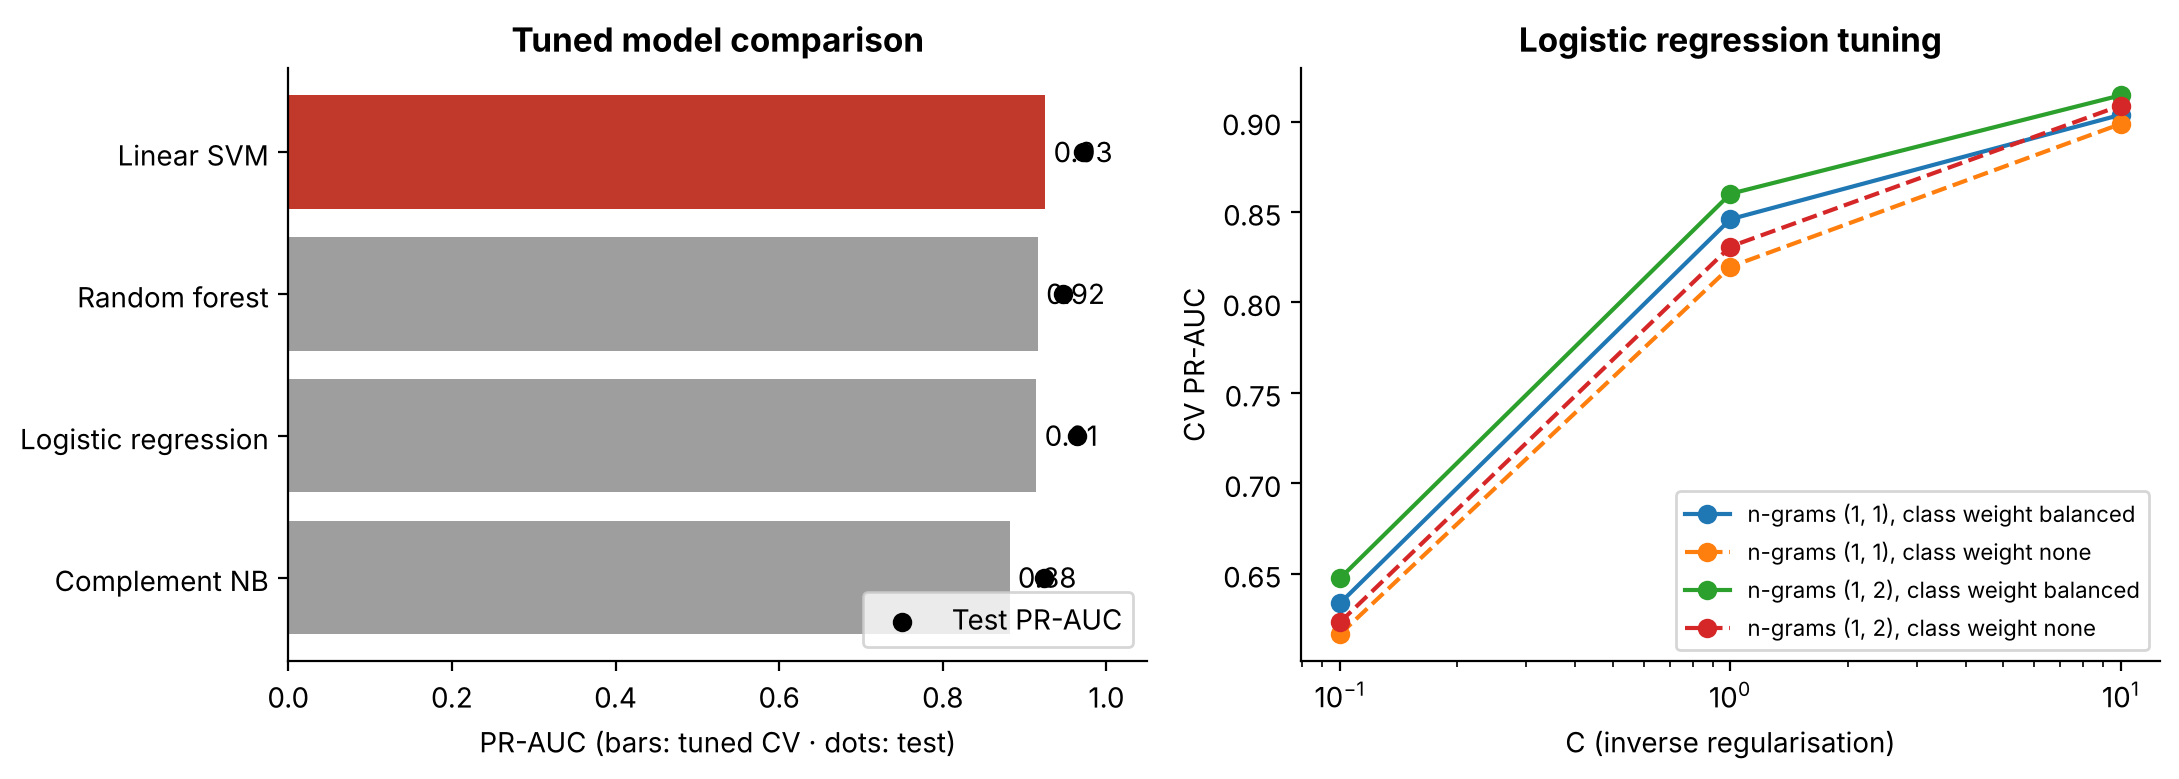 Tuned model comparison
Linear SVM
Random forest
Logistic regression
Complement NB
Test PR-AUC
0.0 0.2 0.4 0.6 0.8 1.0
PR-AUC (bars: tuned CV · dots: test)
Logistic regression tuning
CV PR-AUC
0.90
0.85
0.80
0.75
0.70
0.65
n-grams (1, 1), class weight balanced
n-grams (1, 1), class weight none
n-grams (1, 2), class weight balanced
n-grams (1, 2), class weight none
10⁻¹ 10⁰ 10¹
C (inverse regularisation)